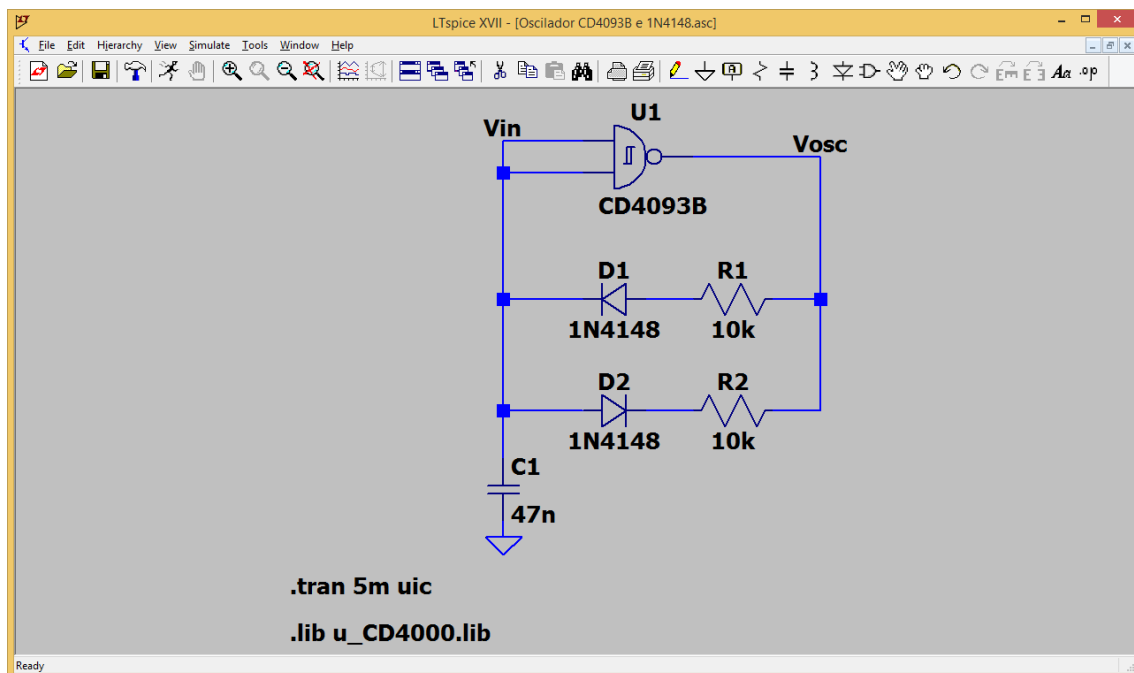 LTspice XVII - [Oscilador CD4093B e 1N4148.asc]
File Edit Hierarchy View Simulate Tools Window Help
Aa .op
U1
Vin
Vosc
CD4093B
D1 R1
1N4148 10k
D2 R2
1N4148 10k
C1
47n
.tran 5m uic
.lib u_CD4000.lib
Ready